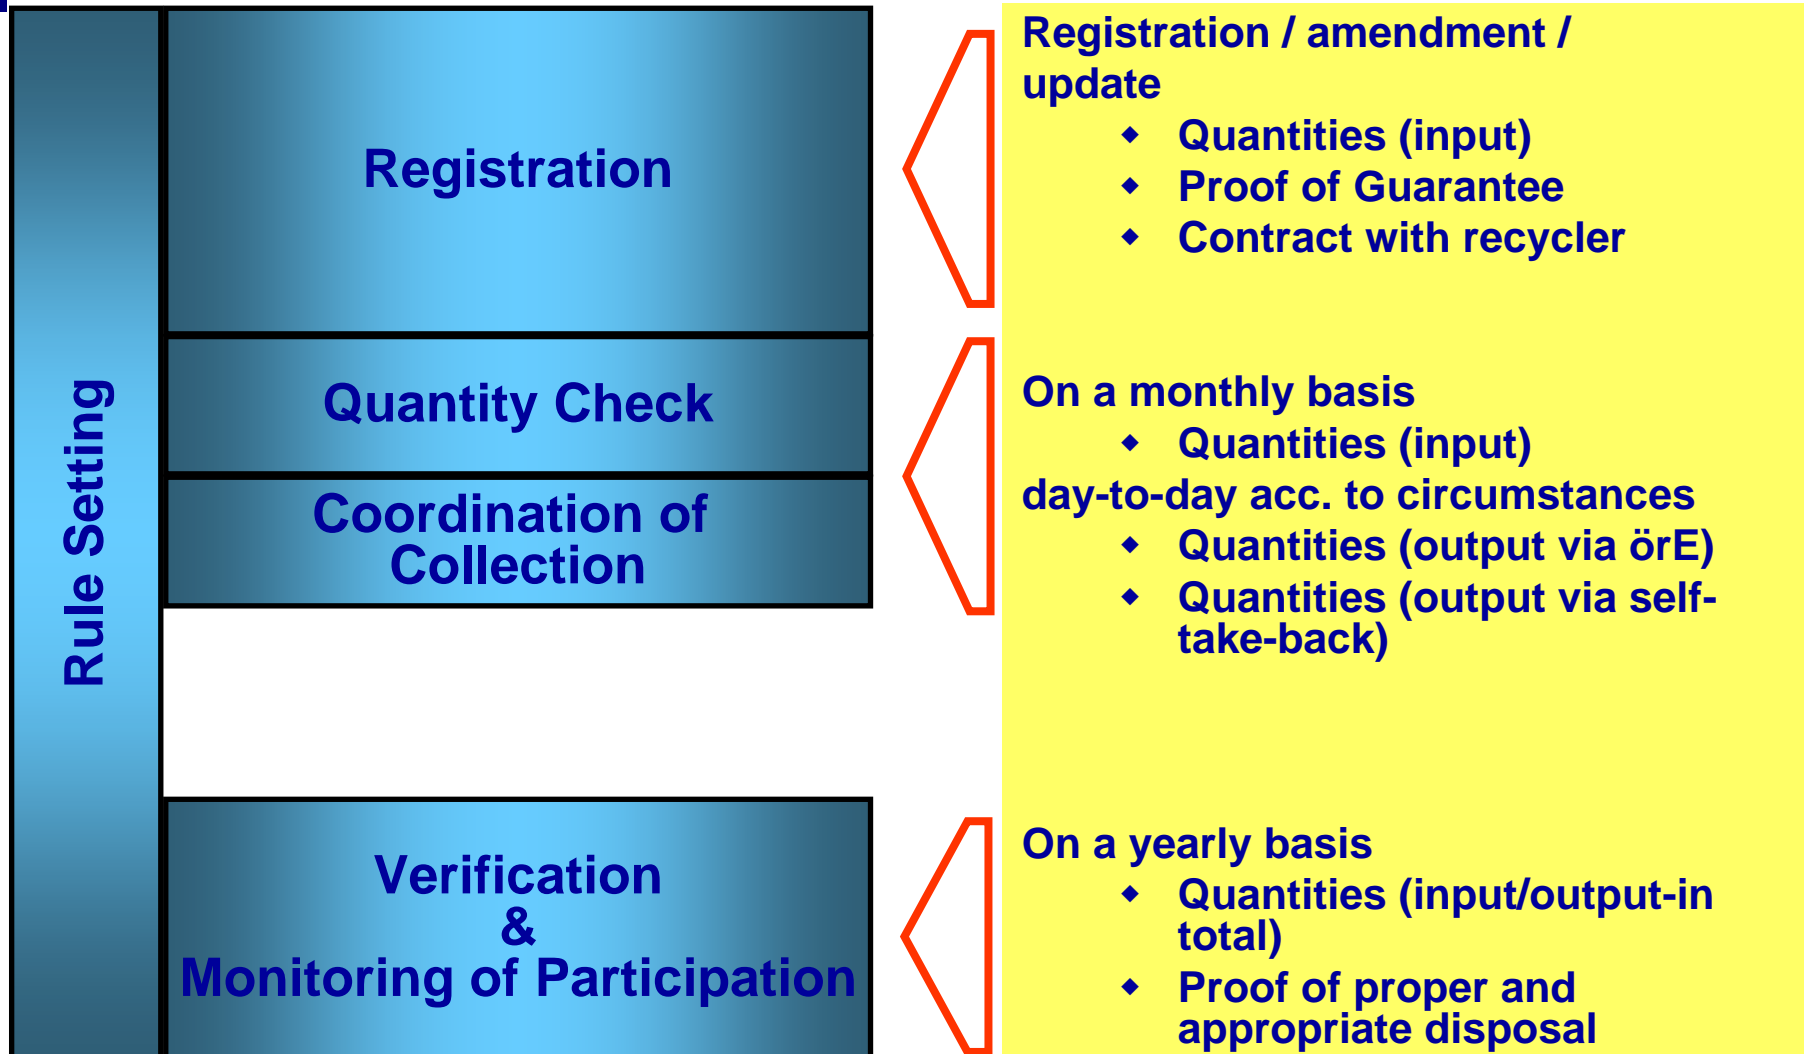 Rule Setting
Registration
Quantity Check
Coordination of
Collection
Verification
&
Monitoring of Participation
Registration / amendment /
update
◆ Quantities (input)
◆ Proof of Guarantee
◆ Contract with recycler
On a monthly basis
◆ Quantities (input)
day-to-day acc. to circumstances
◆ Quantities (output via örE)
◆ Quantities (output via self-
take-back)
On a yearly basis
◆ Quantities (input/output-in
total)
◆ Proof of proper and
appropriate disposal